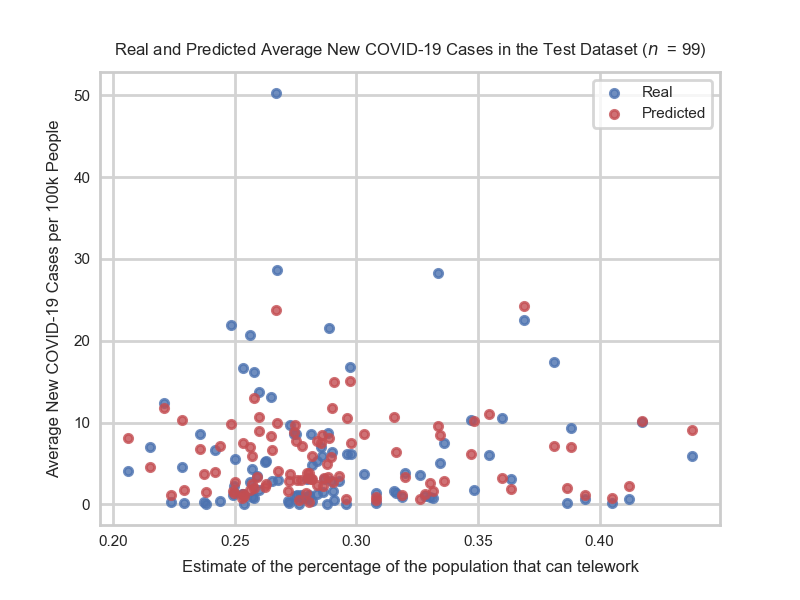 Real and Predicted Average New COVID-19 Cases in the Test Dataset (n = 99)
Real
Predicted
Average New COVID-19 Cases per 100k People
50
40
30
20
10
0
0.20 0.25 0.30 0.35 0.40
Estimate of the percentage of the population that can telework